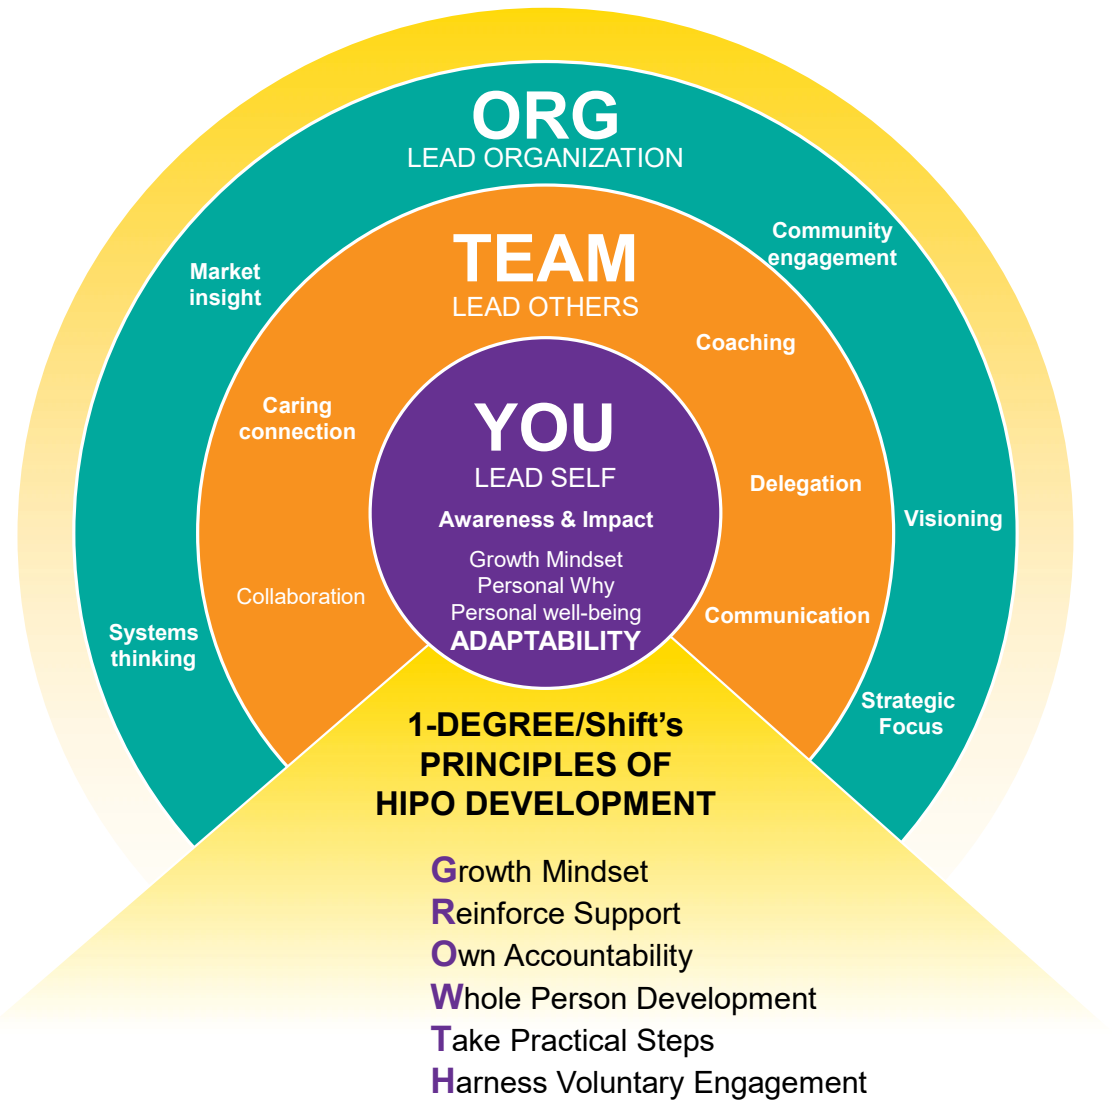 ORG
LEAD ORGANIZATION
Community
engagement
Market
insight
Visioning
Systems
thinking
Strategic
Focus
TEAM
LEAD OTHERS
Coaching
Caring
connection
Delegation
Collaboration
Communication
YOU
LEAD SELF
Awareness & Impact
Growth Mindset
Personal Why
Personal well-being
ADAPTABILITY
1-DEGREE/Shift's
PRINCIPLES OF
HIPO DEVELOPMENT
Growth Mindset
Reinforce Support
Own Accountability
Whole Person Development
Take Practical Steps
Harness Voluntary Engagement